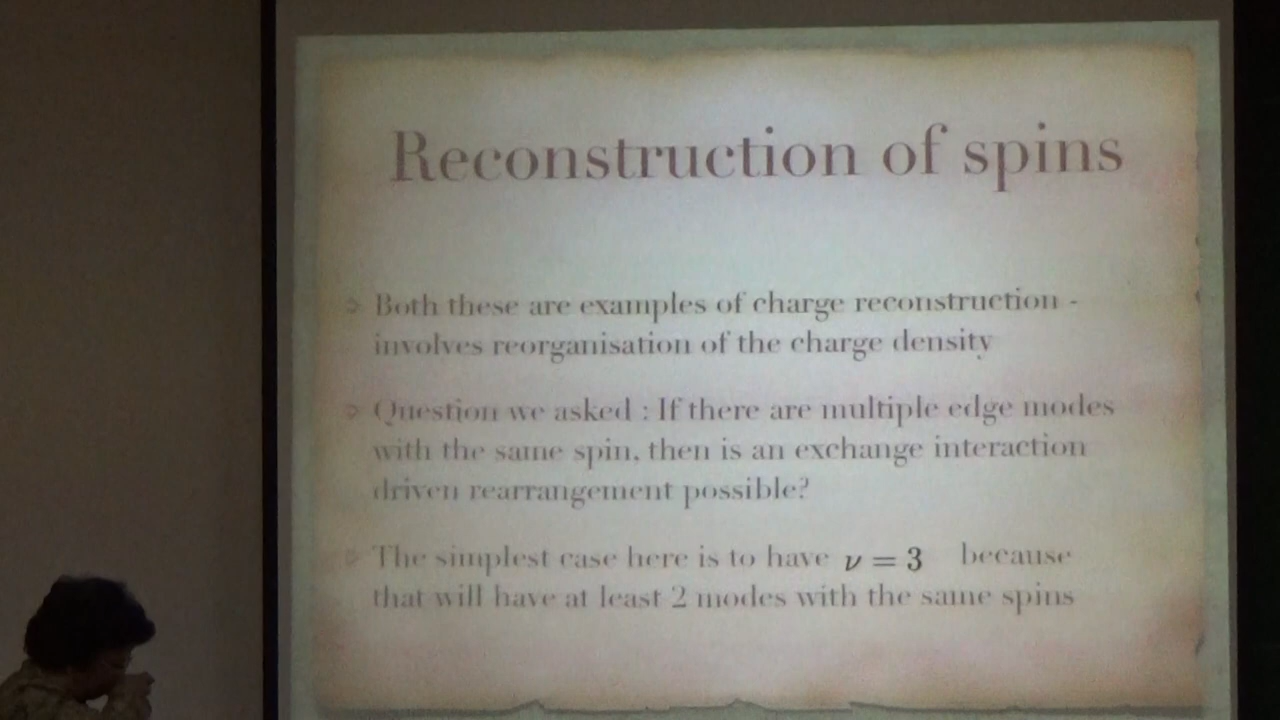 Reconstruction of spins
Both these are examples of charge reconstruction -
involves reorganisation of the charge density
Question we asked : If there are multiple edge modes
with the same spin, then is an exchange interaction
driven rearrangement possible?
The simplest case here is to have ν = 3 because
that will have at least 2 modes with the same spins